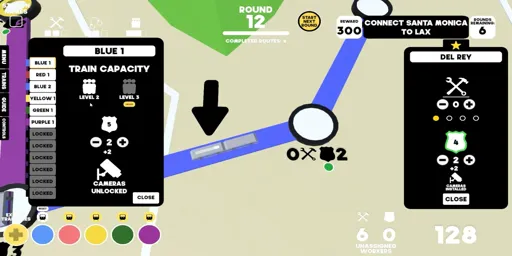 ROUND
12
COMPLETED ROUTES: 4
START
NEXT
ROUND
REWARD
300
CONNECT SANTA MONICA
TO LAX
ROUNDS
REMAINING
6
MENU
TRAINS
GUIDE
CONTROLS
BLUE 1
RED 1
BLUE 2
YELLOW 1
GREEN 1
PURPLE 1
LOCKED
LOCKED
LOCKED
LOCKED
LOCKED
LOCKED
BLUE 1
TRAIN CAPACITY
LEVEL 2
LEVEL 3
5
2
+2
CAMERAS
UNLOCKED
CLOSE
0 2
DEL REY
0
4
2
+2
CAMERAS
INSTALLED
CLOSE
6 0
UNASSIGNED
WORKERS
128
3